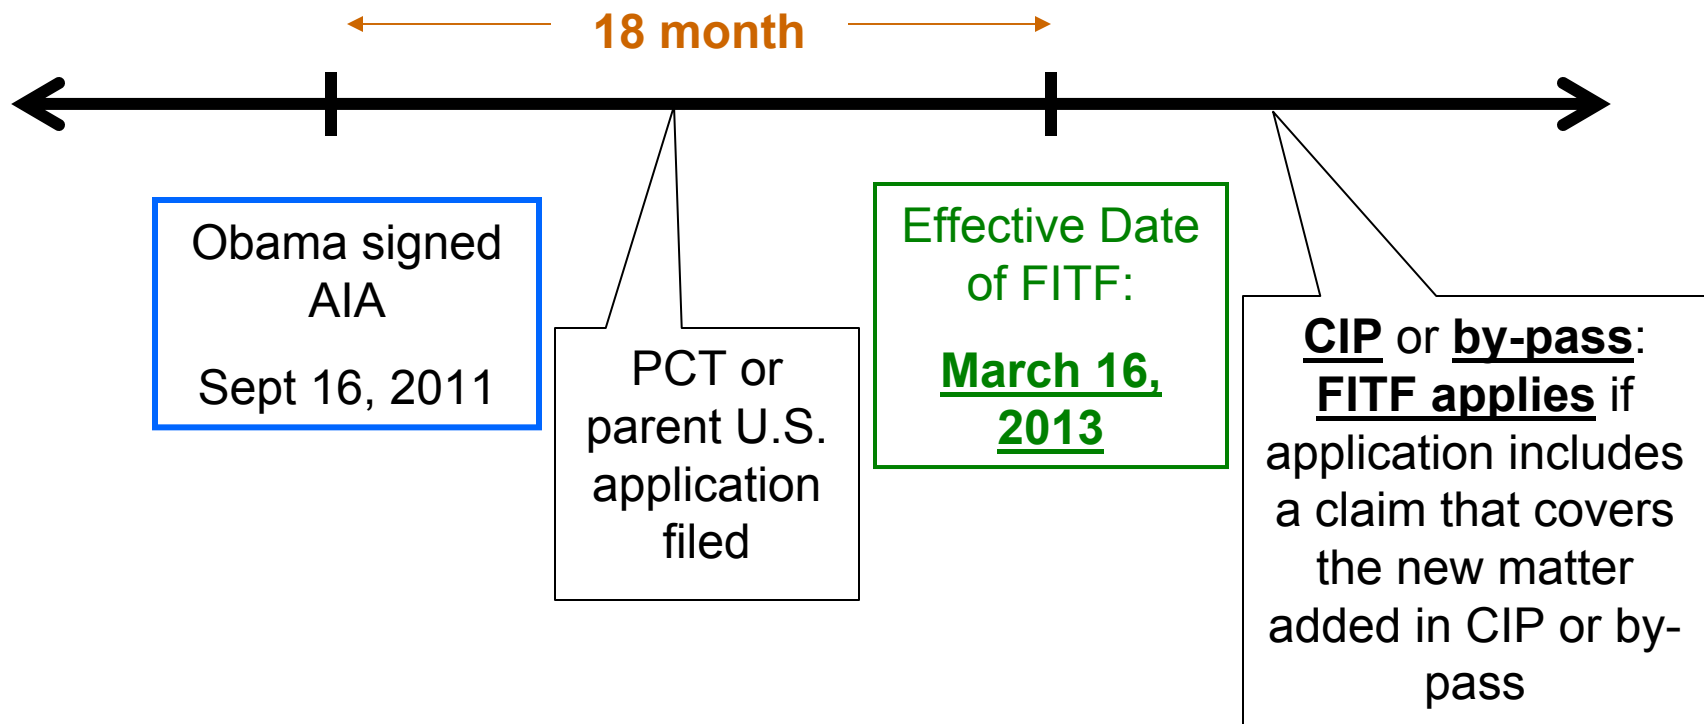 18 month
Obama signed
AIA
Sept 16, 2011
PCT or
parent U.S.
application
filed
Effective Date
of FITF:
March 16,
2013
CIP or by-pass:
FITF applies if
application includes
a claim that covers
the new matter
added in CIP or by-
pass